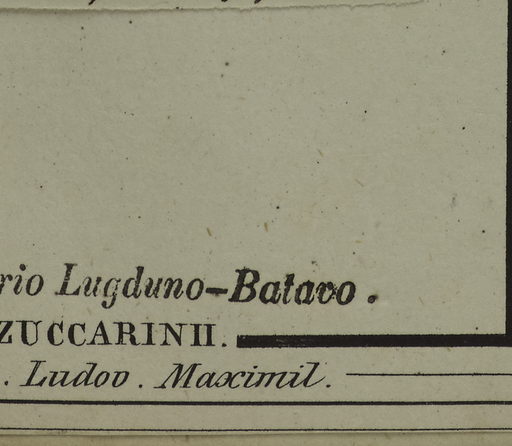 rio Lugduno-Batavo.
ZUCCARINII.
. Ludov. Maximil.